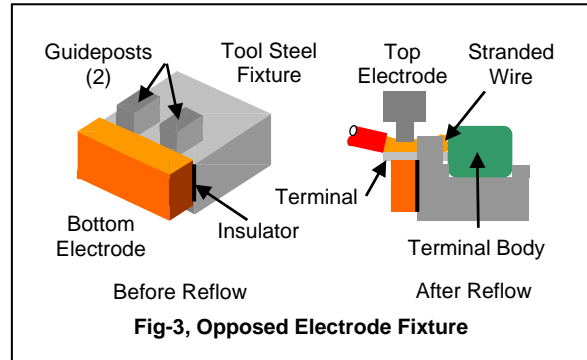 Guideposts
(2)
Tool Steel
Fixture
Top
Electrode
Stranded
Wire
Bottom
Electrode
Insulator
Terminal
Terminal Body
Before Reflow
After Reflow
Fig-3, Opposed Electrode Fixture